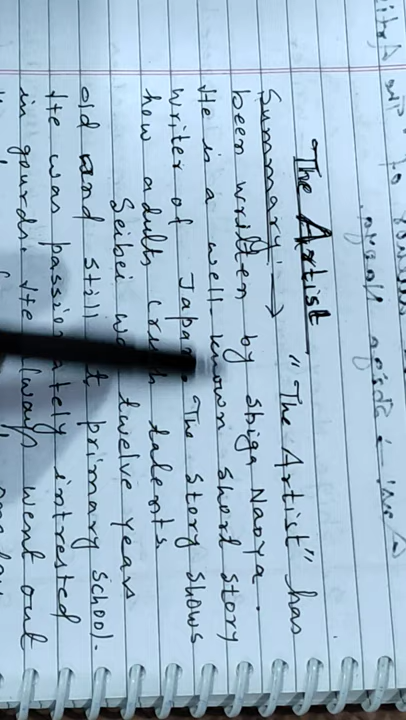 The Artist
Summary → "The Artist" has
been written by Shiga Naoya.
He is a well-known Short Story
writer of Japan. The Story Shows
how adults crush talents.
Seibei was twelve years
old and still at primary School.
He was passionately intrested
in gourds. He always went out